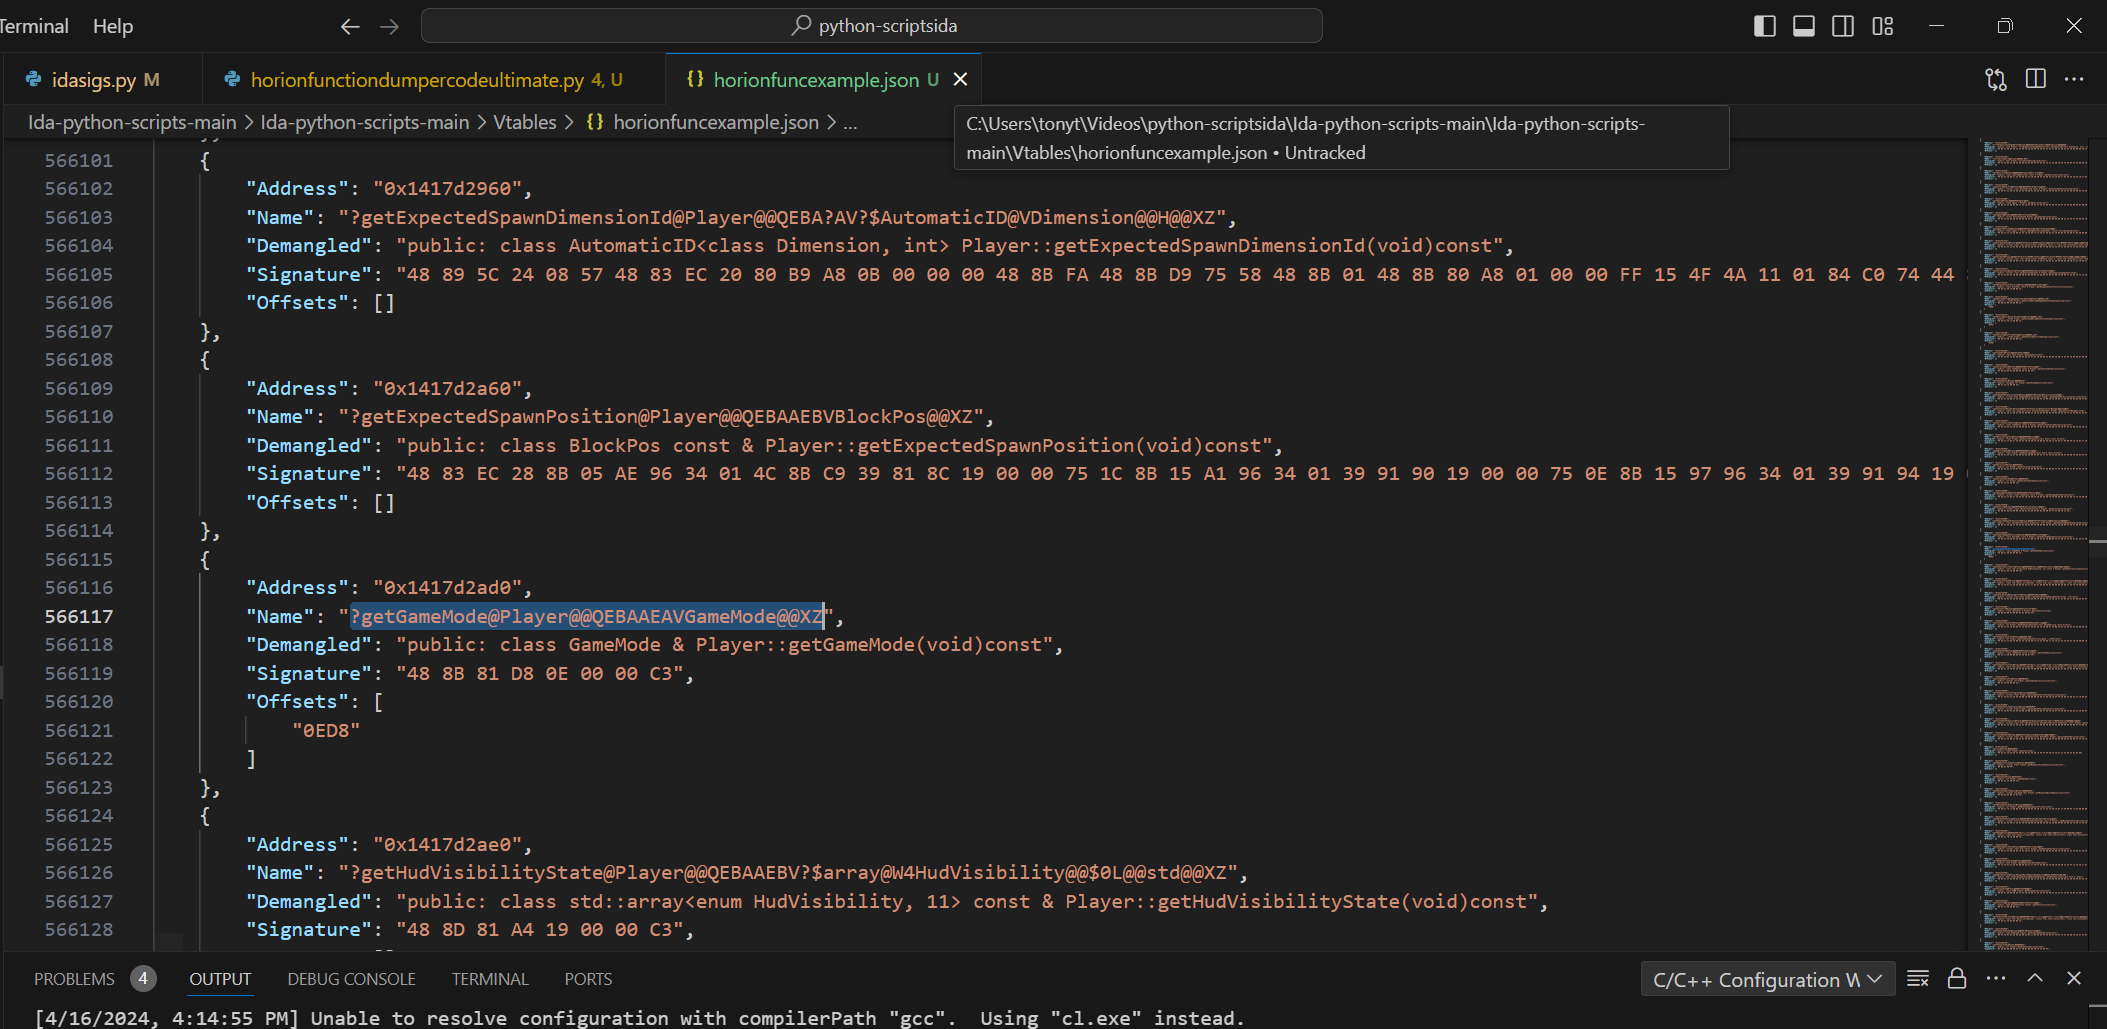 Terminal Help python-scriptsida
idasigs.py M horionfunctiondumpercodeultimate.py 4, U {} horionfuncexample.json U
Ida-python-scripts-main > Ida-python-scripts-main > Vtables > {} horionfuncexample.json > ...
C:\Users\tonyt\Videos\python-scriptsida\Ida-python-scripts-main\Ida-python-scripts-
main\Vtables\horionfuncexample.json • Untracked
566101 {
566102 "Address": "0x1417d2960",
566103 "Name": "?getExpectedSpawnDimensionId@Player@@QEBA?AV?$AutomaticID@VDimension@@H@@XZ",
566104 "Demangled": "public: class AutomaticID<class Dimension, int> Player::getExpectedSpawnDimensionId(void)const",
566105 "Signature": "48 89 5C 24 08 57 48 83 EC 20 80 B9 A8 0B 00 00 00 48 8B FA 48 8B D9 75 58 48 8B 01 48 8B 80 A8 01 00 00 FF 15 4F 4A 11 01 84 C0 74 44
566106 "Offsets": []
566107 },
566108 {
566109 "Address": "0x1417d2a60",
566110 "Name": "?getExpectedSpawnPosition@Player@@QEBAAEBVBlockPos@@XZ",
566111 "Demangled": "public: class BlockPos const & Player::getExpectedSpawnPosition(void)const",
566112 "Signature": "48 83 EC 28 8B 05 AE 96 34 01 4C 8B C9 39 81 8C 19 00 00 75 1C 8B 15 A1 96 34 01 39 91 90 19 00 00 75 0E 8B 15 97 96 34 01 39 91 94 19
566113 "Offsets": []
566114 },
566115 {
566116 "Address": "0x1417d2ad0",
566117 "Name": "?getGameMode@Player@@QEBAAEAVGameMode@@XZ",
566118 "Demangled": "public: class GameMode & Player::getGameMode(void)const",
566119 "Signature": "48 8B 81 D8 0E 00 00 C3",
566120 "Offsets": [
566121 "0ED8"
566122 ]
566123 },
566124 {
566125 "Address": "0x1417d2ae0",
566126 "Name": "?getHudVisibilityState@Player@@QEBAAEBV?$array@W4HudVisibility@@$0L@@std@@XZ",
566127 "Demangled": "public: class std::array<enum HudVisibility, 11> const & Player::getHudVisibilityState(void)const",
566128 "Signature": "48 8D 81 A4 19 00 00 C3",
PROBLEMS 4 OUTPUT DEBUG CONSOLE TERMINAL PORTS C/C++ Configuration W
[4/16/2024, 4:14:55 PM] Unable to resolve configuration with compilerPath "gcc". Using "cl.exe" instead.